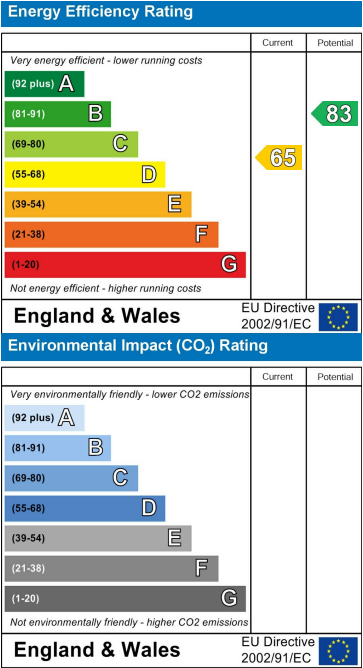 Energy Efficiency Rating
Current Potential
Very energy efficient - lower running costs
(92 plus) A
(81-91) B
83
(69-80) C
65
(55-68) D
(39-54) E
(21-38) F
(1-20) G
Not energy efficient - higher running costs
England & Wales
EU Directive
2002/91/EC
Environmental Impact (CO₂) Rating
Current Potential
Very environmentally friendly - lower CO2 emissions
(92 plus) A
(81-91) B
(69-80) C
(55-68) D
(39-54) E
(21-38) F
(1-20) G
Not environmentally friendly - higher CO2 emissions
England & Wales
EU Directive
2002/91/EC